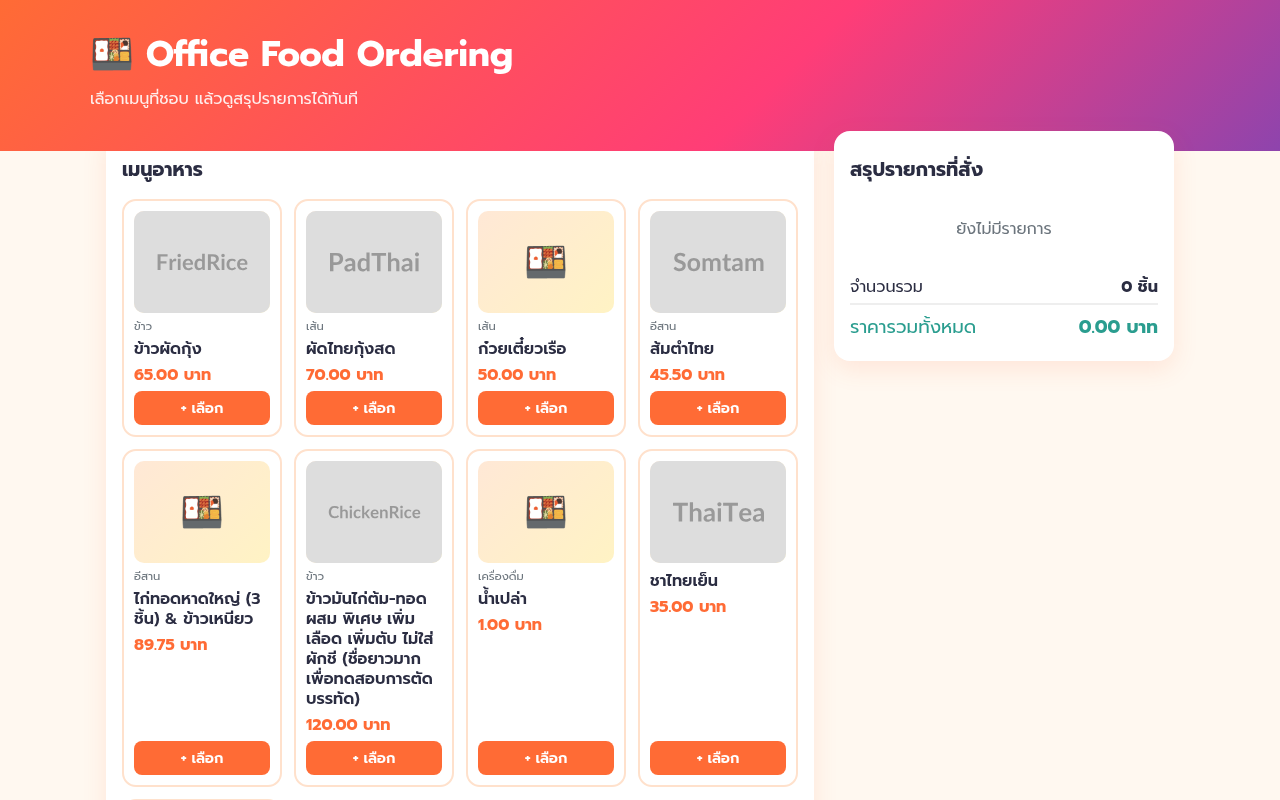 Office Food Ordering
เลือกเมนูที่ชอบ แล้วดูสรุปรายการได้ทันที
เมนูอาหาร
FriedRice
ข้าว
ข้าวผัดกุ้ง
65.00 บาท
+ เลือก
PadThai
เส้น
ผัดไทยกุ้งสด
70.00 บาท
+ เลือก
เส้น
ก๋วยเตี๋ยวเรือ
50.00 บาท
+ เลือก
Somtam
อีสาน
ส้มตำไทย
45.50 บาท
+ เลือก
อีสาน
ไก่ทอดหาดใหญ่ (3
ชิ้น) & ข้าวเหนียว
89.75 บาท
+ เลือก
ChickenRice
ข้าว
ข้าวมันไก่ต้ม-ทอด
ผสม พิเศษ เพิ่ม
เลือด เพิ่มตับ ไม่ใส่
ผักชี (ชื่อยาวมาก
เพื่อทดสอบการตัด
บรรทัด)
120.00 บาท
+ เลือก
เครื่องดื่ม
น้ำเปล่า
1.00 บาท
+ เลือก
ThaiTea
ชาไทยเย็น
35.00 บาท
+ เลือก
สรุปรายการที่สั่ง
ยังไม่มีรายการ
จำนวนรวม 0 ชิ้น
ราคารวมทั้งหมด 0.00 บาท